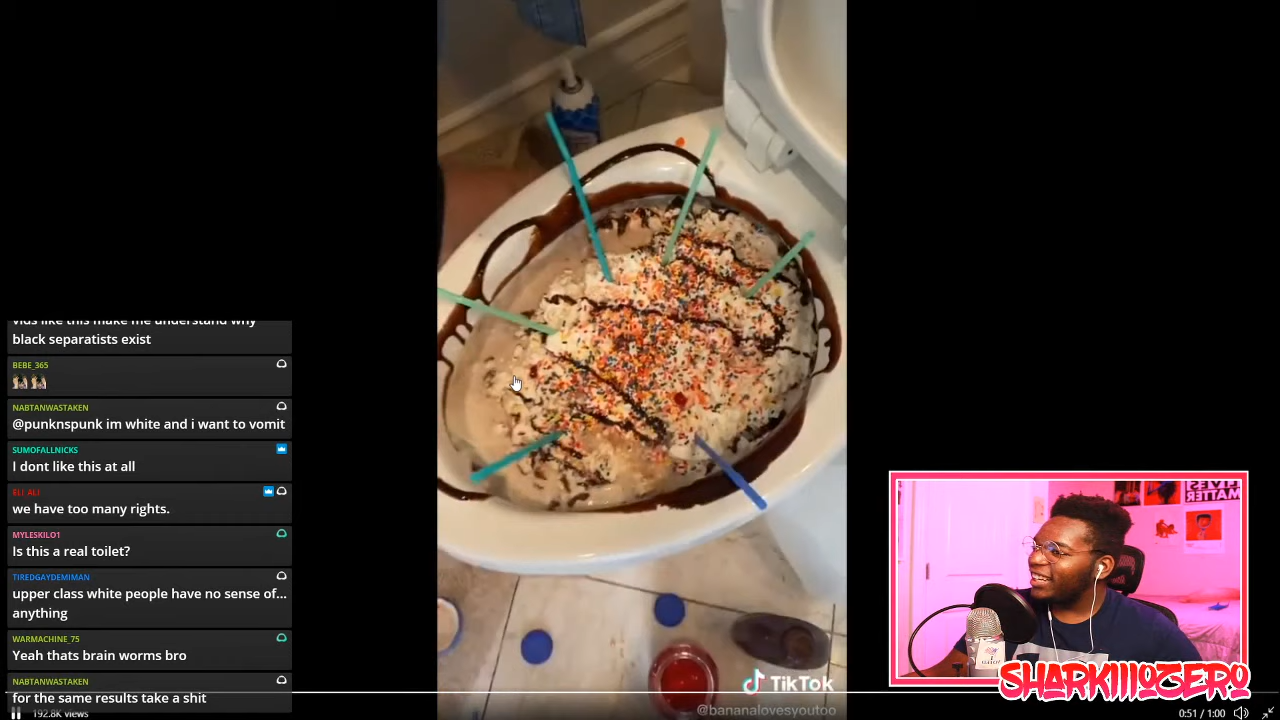 vids like this make me understand why
black separatists exist
BEBE_365
NABTANWASTAKEN
@punknspunk im white and i want to vomit
SUMOFALLNICKS
I dont like this at all
ELI_ALI
we have too many rights.
MYLESKILO1
Is this a real toilet?
TIREDGAYDEMIMAN
upper class white people have no sense of...
anything
WARMACHINE_75
Yeah thats brain worms bro
NABTANWASTAKEN
for the same results take a shit
192.8K views
TikTok
@bananalovesyoutoo
LIVES
MATTER
SHARK3OZERO
0:51 / 1:00